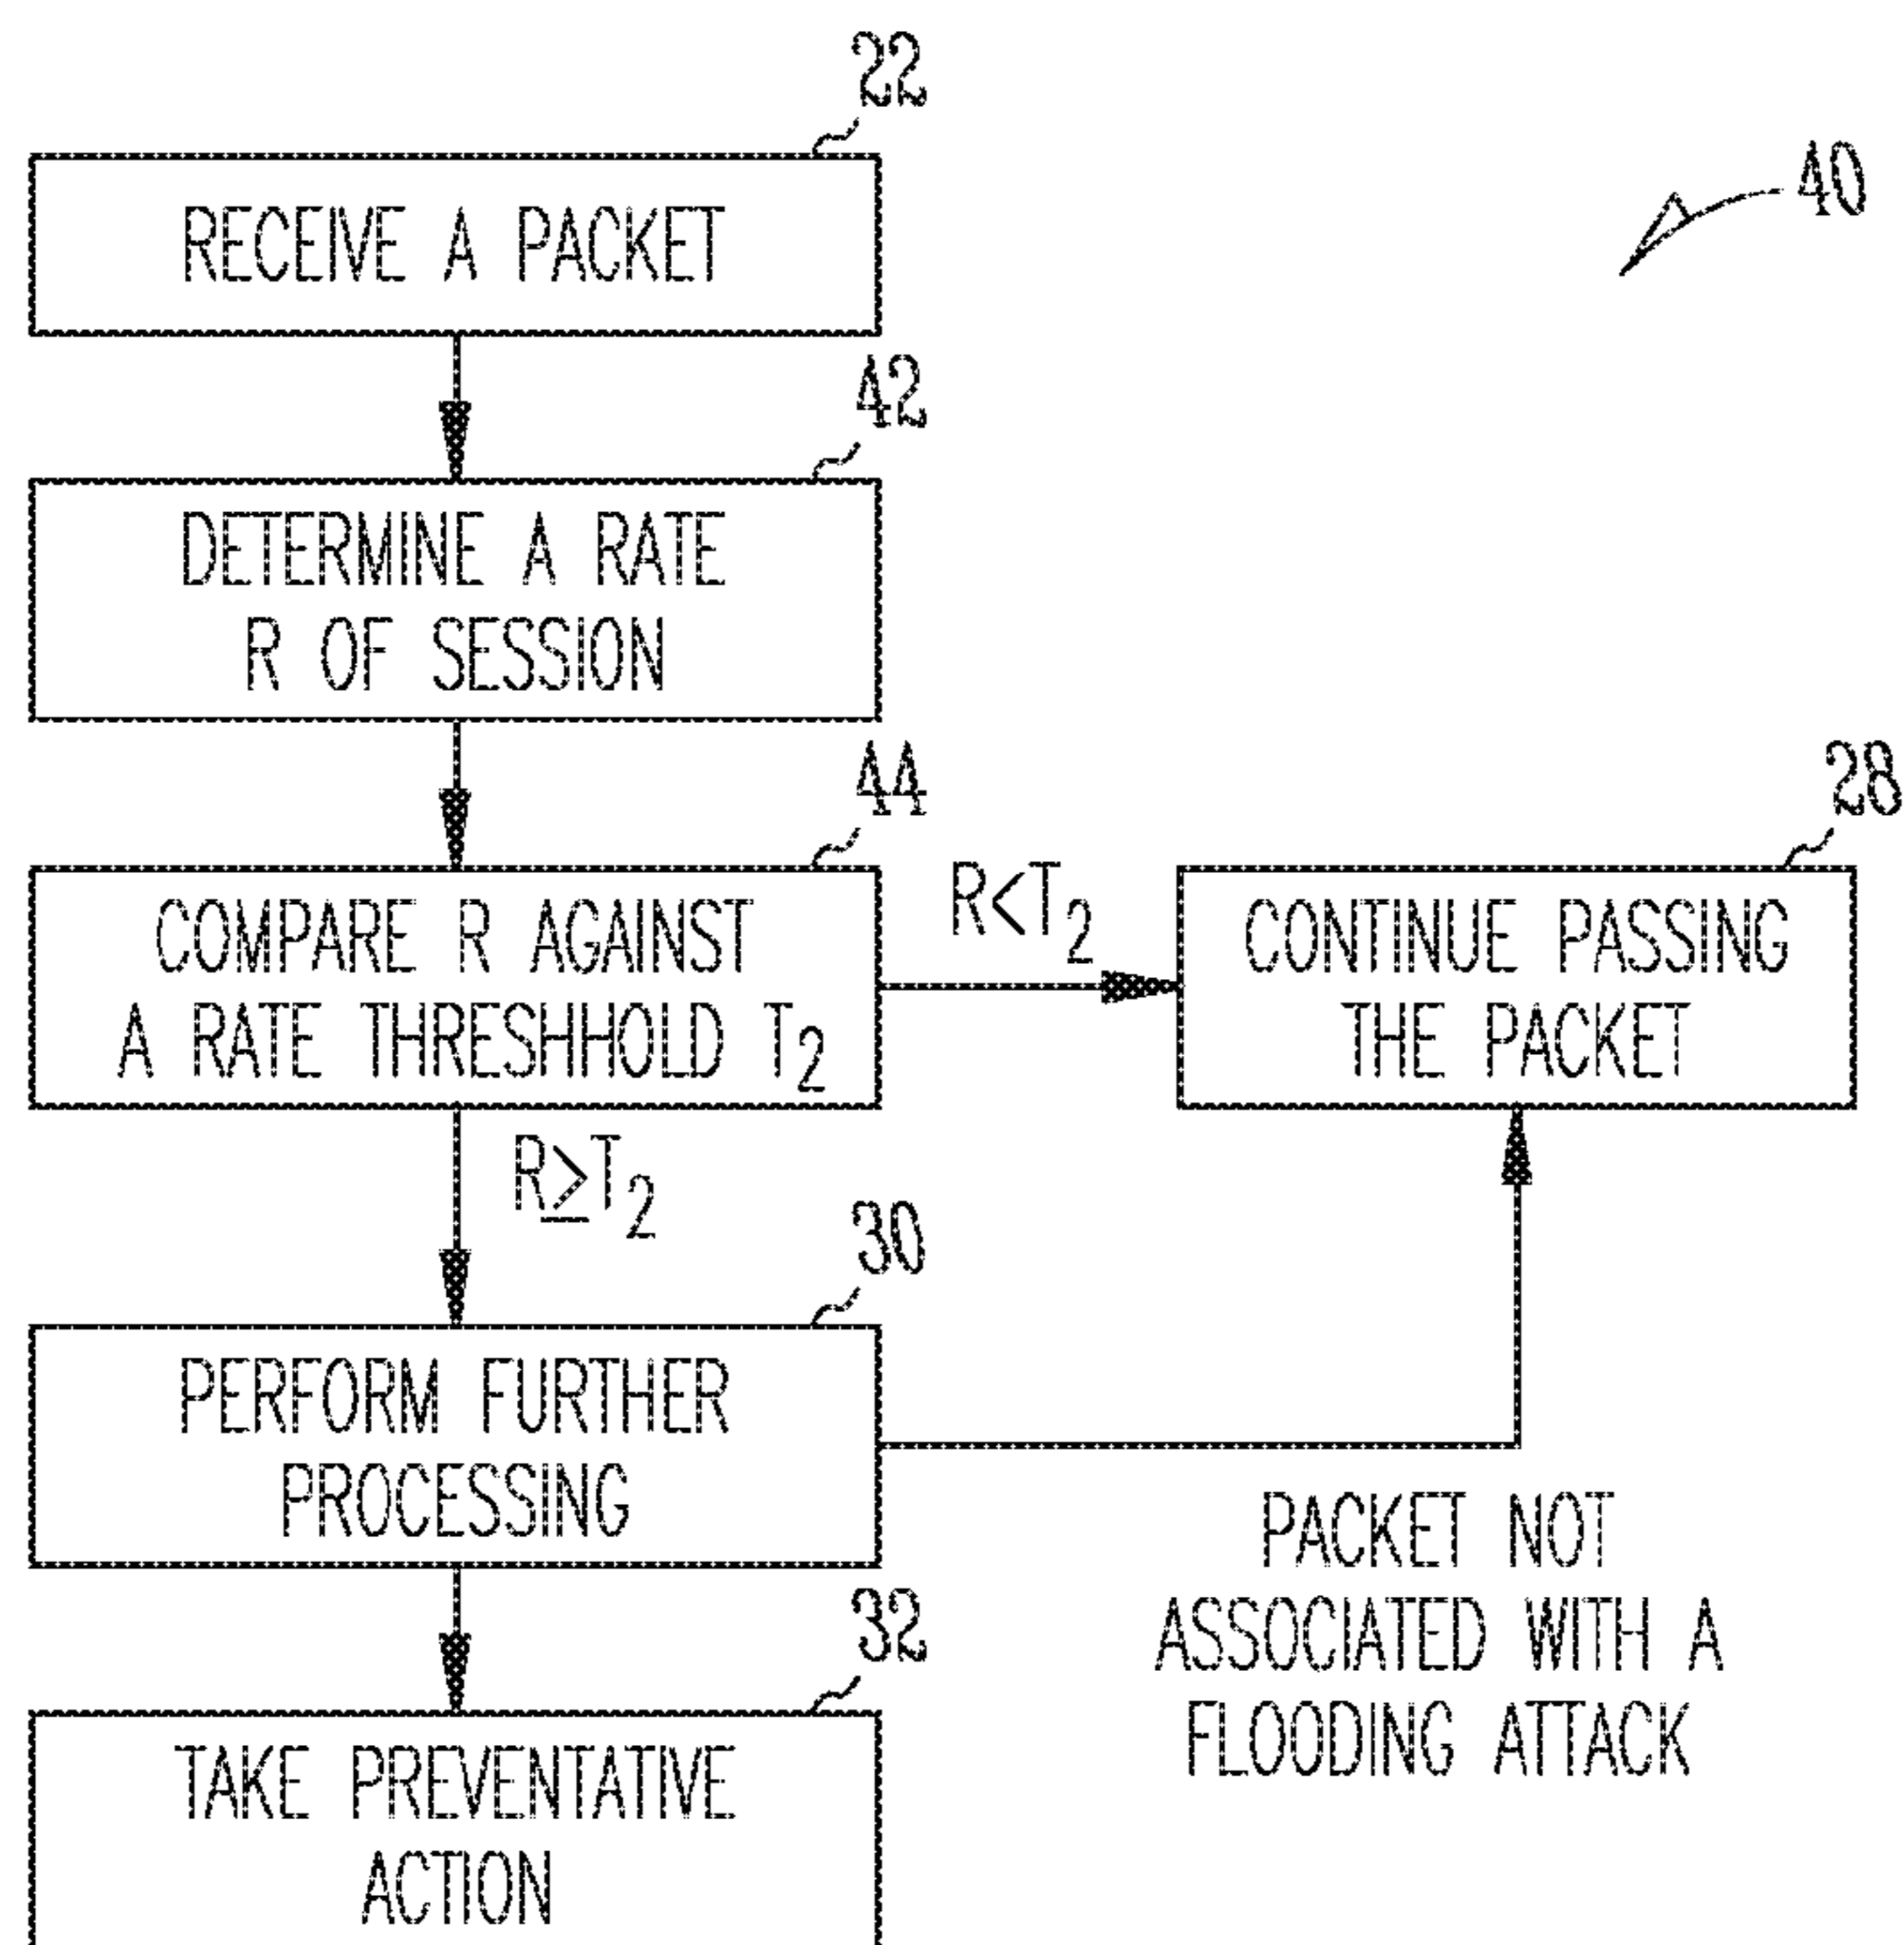 22
RECEIVE A PACKET
40
42
DETERMINE A RATE
R OF SESSION
44
COMPARE R AGAINST
A RATE THRESHHOLD T2
R<T2
28
CONTINUE PASSING
THE PACKET
R≥T2
30
PERFORM FURTHER
PROCESSING
PACKET NOT
ASSOCIATED WITH A
FLOODING ATTACK
32
TAKE PREVENTATIVE
ACTION